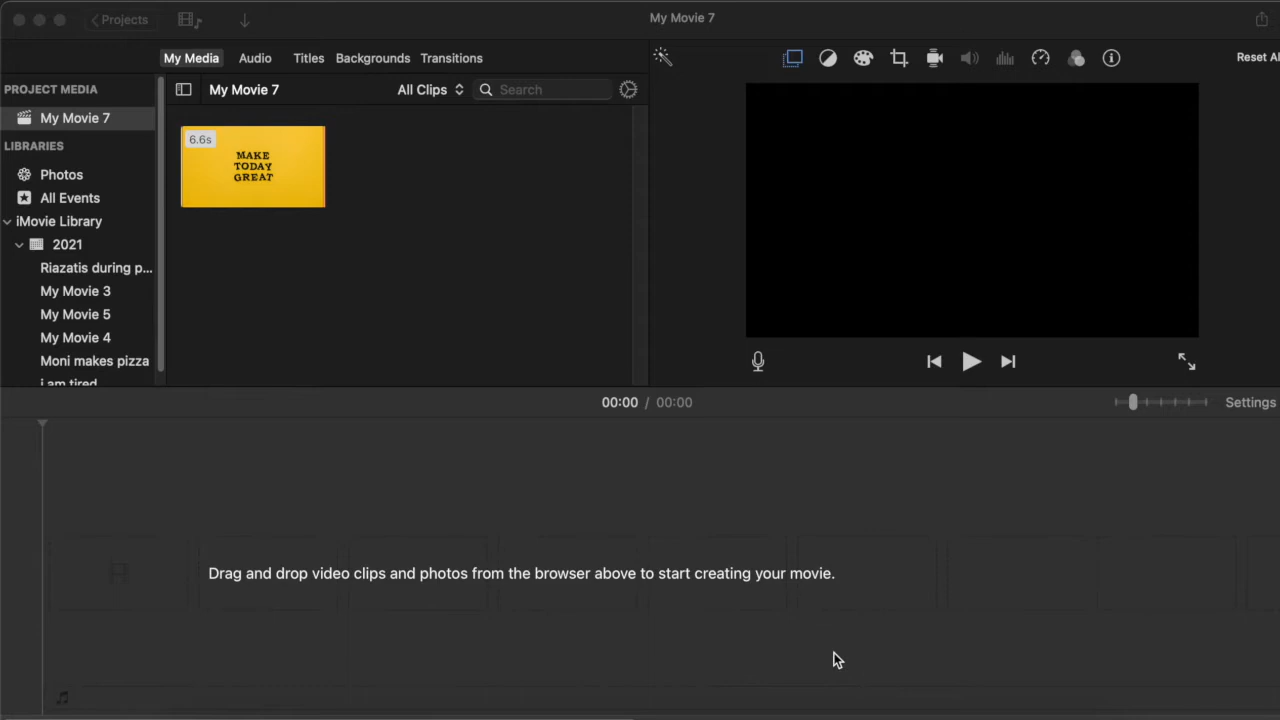 Projects
My Movie 7
My Media
Audio
Titles
Backgrounds
Transitions
Reset Al
PROJECT MEDIA
My Movie 7
LIBRARIES
Photos
All Events
iMovie Library
2021
Riazatis during p...
My Movie 3
My Movie 5
My Movie 4
Moni makes pizza
i am tired
My Movie 7
All Clips
Search
6.6s
MAKE
TODAY
GREAT
00:00 / 00:00
Settings
Drag and drop video clips and photos from the browser above to start creating your movie.